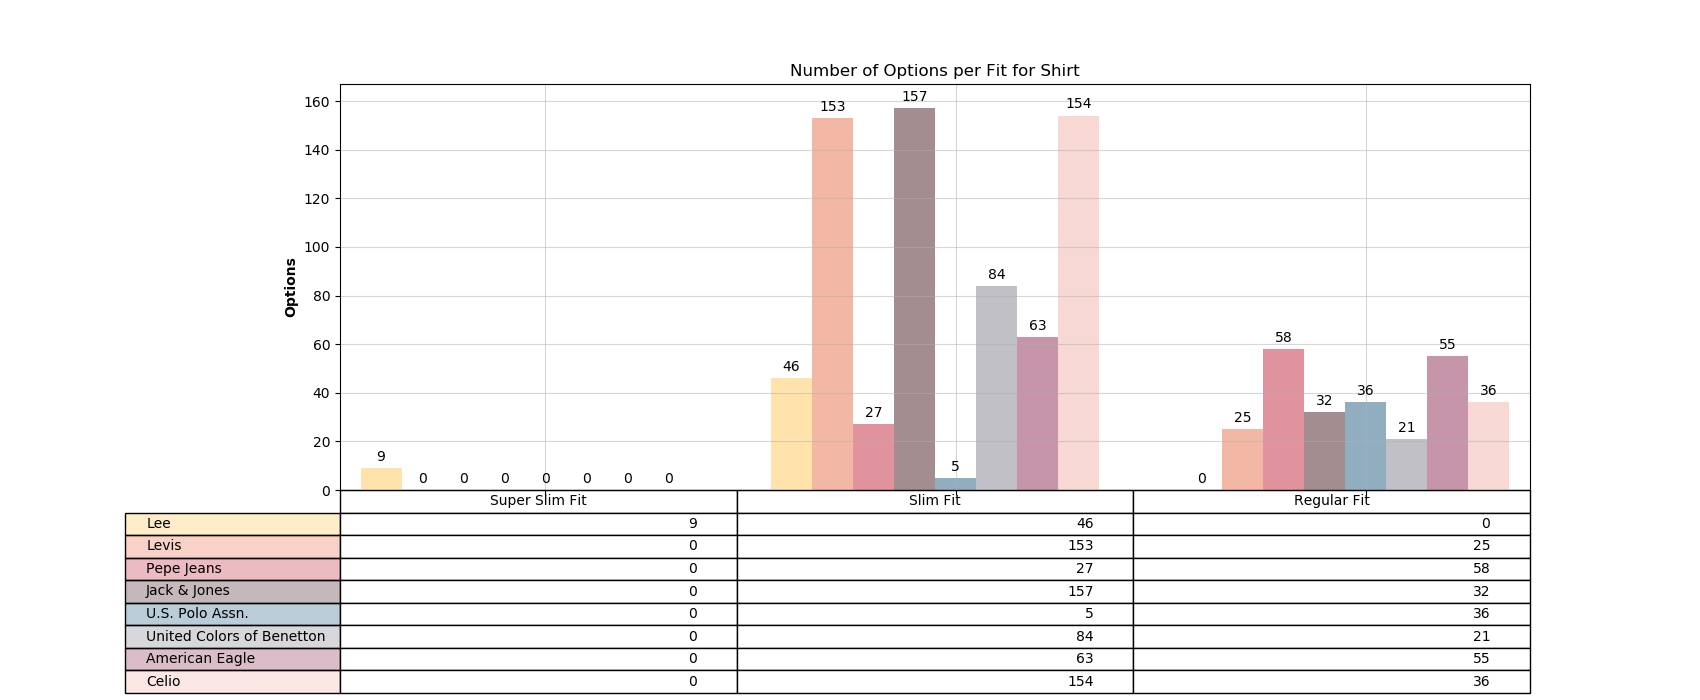 Number of Options per Fit for Shirt
Options
160
140
120
100
80
60
40
20
0
9 0 0 0 0 0 0 0
46 153 27 157 5 84 63 154
0 25 58 32 36 21 55 36
Super Slim Fit Slim Fit Regular Fit
Lee 9 46 0
Levis 0 153 25
Pepe Jeans 0 27 58
Jack & Jones 0 157 32
U.S. Polo Assn. 0 5 36
United Colors of Benetton 0 84 21
American Eagle 0 63 55
Celio 0 154 36